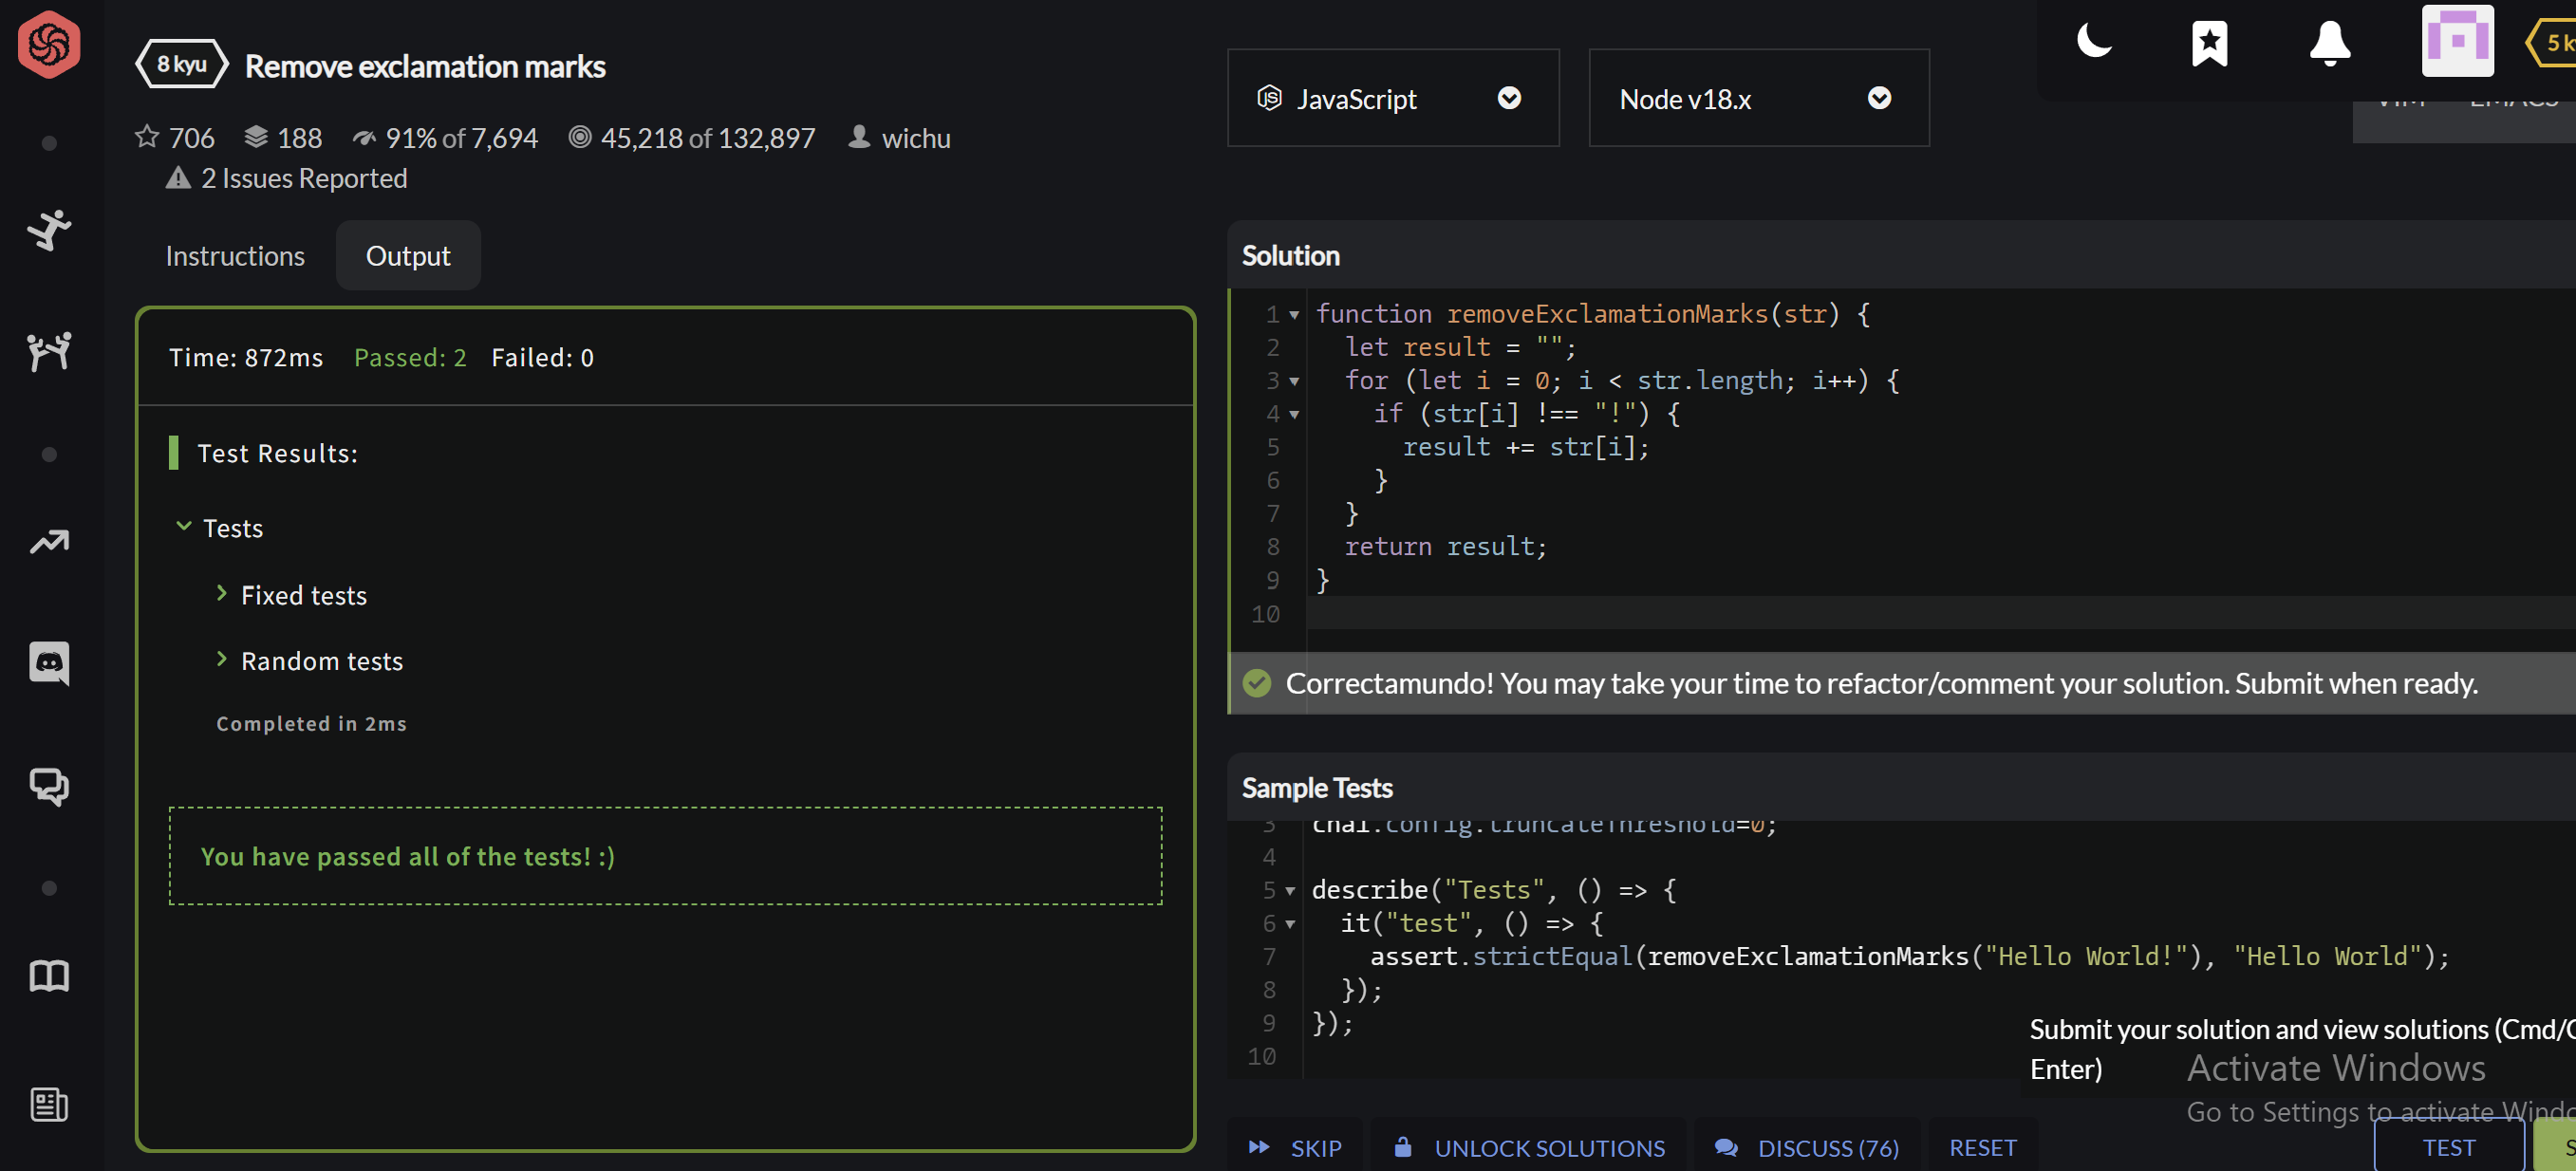 8 kyu
Remove exclamation marks
706 188 91% of 7,694 45,218 of 132,897 wichu
2 Issues Reported
JavaScript
Node v18.x
5 k
Instructions
Output
Time: 872ms Passed: 2 Failed: 0
Test Results:
Tests
Fixed tests
Random tests
Completed in 2ms
You have passed all of the tests! :)
Solution
1 function removeExclamationMarks(str) {
2 let result = "";
3 for (let i = 0; i < str.length; i++) {
4 if (str[i] !== "!") {
5 result += str[i];
6 }
7 }
8 return result;
9 }
10
Correctamundo! You may take your time to refactor/comment your solution. Submit when ready.
Sample Tests
3 chai.config.truncateThreshold=0;
4
5 describe("Tests", () => {
6 it("test", () => {
7 assert.strictEqual(removeExclamationMarks("Hello World!"), "Hello World");
8 });
9 });
10
Submit your solution and view solutions (Cmd/C
Enter)
Activate Windows
Go to Settings to activate Windo
SKIP
UNLOCK SOLUTIONS
DISCUSS (76)
RESET
TEST